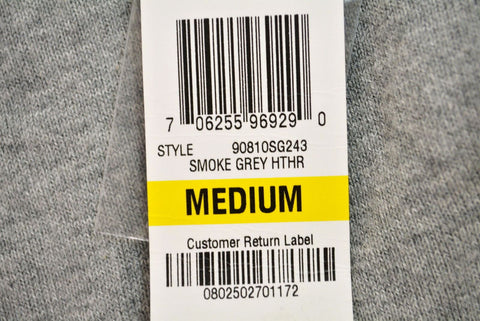 7 06255 96929 0
STYLE 90810SG243
SMOKE GREY HTHR
MEDIUM
Customer Return Label
0802502701172